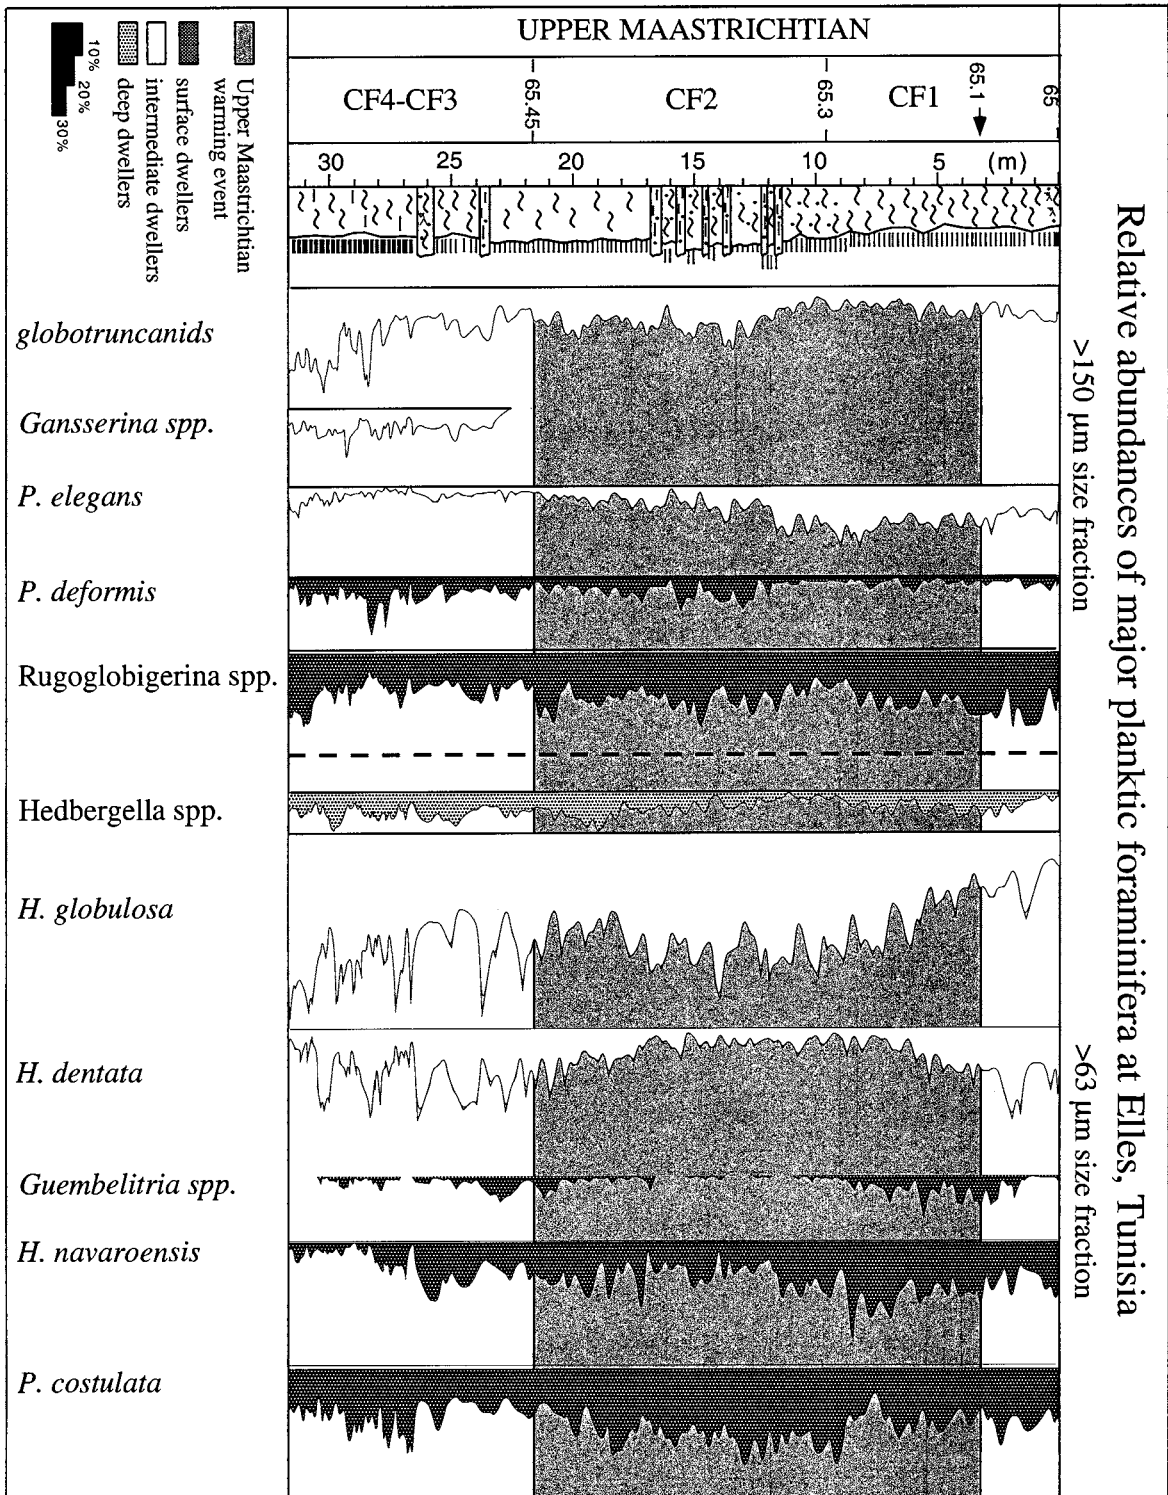 Relative abundances of major planktic foraminifera at Elles, Tunisia
>150 µm size fraction
>63 µm size fraction
UPPER MAASTRICHTIAN
CF4-CF3
65.45
CF2
65.3
CF1
65.1
65
30
25
20
15
10
5
(m)
Upper Maastrichtian
warming event
surface dwellers
intermediate dwellers
deep dwellers
10%
20%
30%
globotruncanids
Gansserina spp.
P. elegans
P. deformis
Rugoglobigerina spp.
Hedbergella spp.
H. globulosa
H. dentata
Guembelitria spp.
H. navaroensis
P. costulata